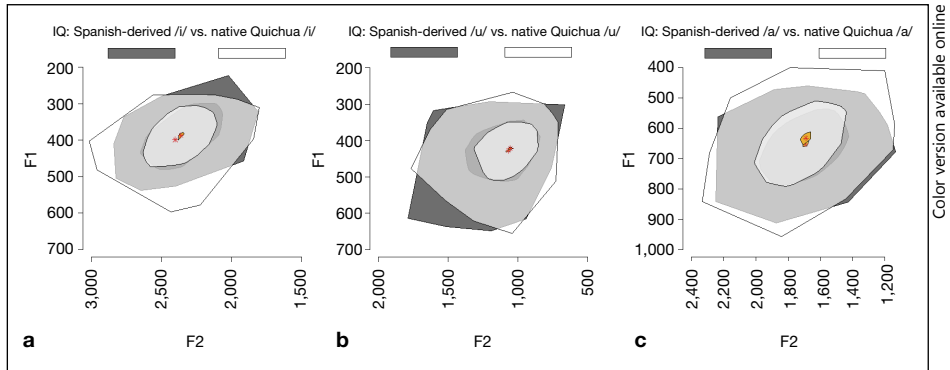 IQ: Spanish-derived /i/ vs. native Quichua /i/
200
300
400
500
600
700
F1
3,000
2,500
2,000
1,500
a
F2
IQ: Spanish-derived /u/ vs. native Quichua /u/
200
300
400
500
600
700
F1
2,000
1,500
1,000
500
b
F2
IQ: Spanish-derived /a/ vs. native Quichua /a/
400
500
600
700
800
900
1,000
F1
2,400
2,200
2,000
1,800
1,600
1,400
1,200
c
F2
Color version available online